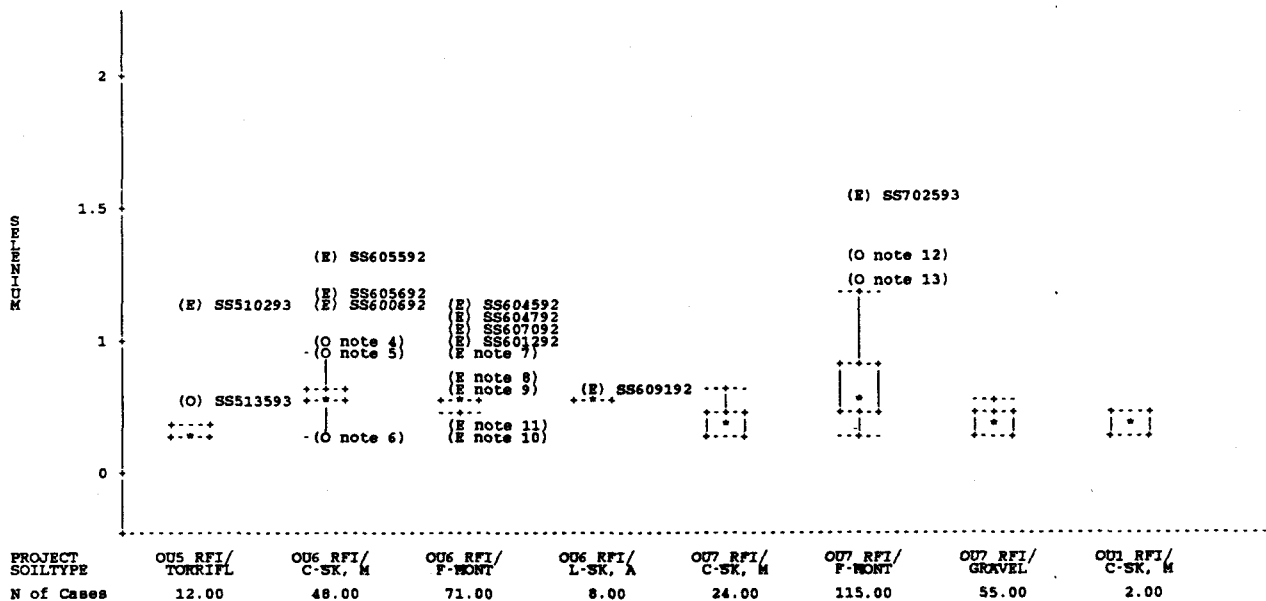 SELENIUM
2
1.5
1
0
(E) SS702593
(E) SS605592
(O note 12)
(O note 13)
(E) SS605692
(E) SS510293
(E) SS600692
(E) SS604592
(E) SS604792
(E) SS607092
(E) SS601292
(O note 4)
(O note 5)
(E note 7)
(E note 8)
(E note 9)
(E) SS609192
(O) SS513593
(O note 6)
(E note 11)
(E note 10)
PROJECT OU5 RFI/ OU6 RFI/ OU6 RFI/ OU6 RFI/ OU7 RFI/ OU7 RFI/ OU7 RFI/ OU1 RFI/
SOILTYPE TORRIFL C-SK, M F-MONT L-SK, A C-SK, M F-MONT GRAVEL C-SK, M
N of Cases 12.00 48.00 71.00 8.00 24.00 115.00 55.00 2.00